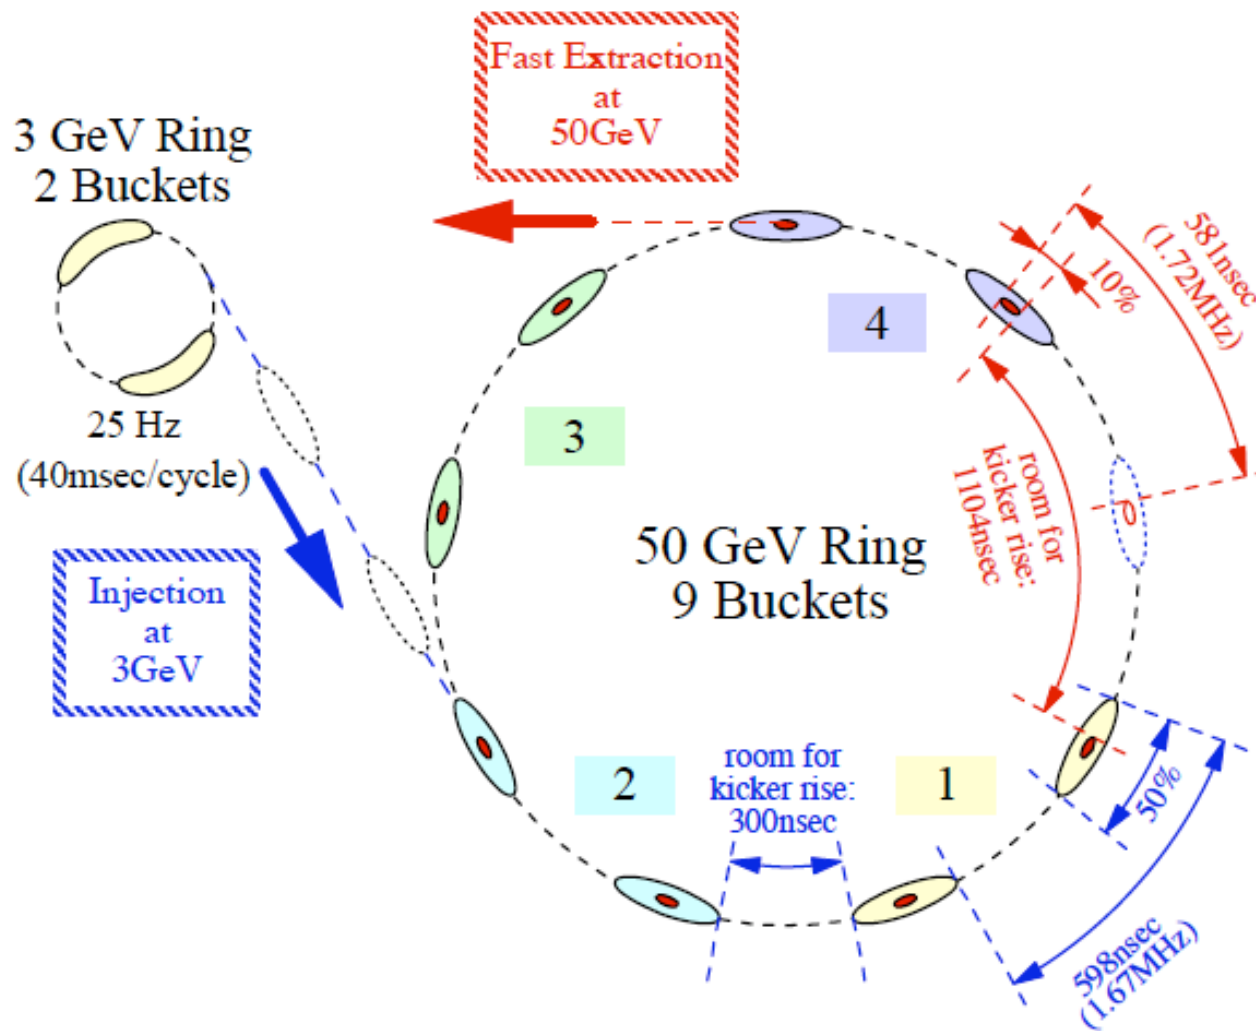 Fast Extraction
at
50GeV
3 GeV Ring
2 Buckets
25 Hz
(40msec/cycle)
Injection
at
3GeV
4
3
10%
581nsec
(1.72MHz)
room for
kicker rise:
1104nsec
50 GeV Ring
9 Buckets
2
room for
kicker rise:
300nsec
1
50%
598nsec
(1.67MHz)